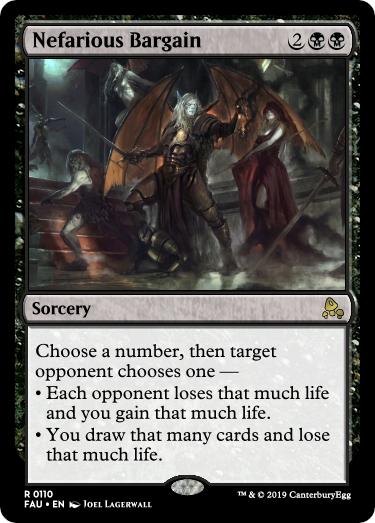 Nefarious Bargain 2
Sorcery
Choose a number, then target
opponent chooses one —
• Each opponent loses that much life
and you gain that much life.
• You draw that many cards and lose
that much life.
R 0110
FAU • EN Joel Lagerwall
™ & © 2019 CanterburyEgg